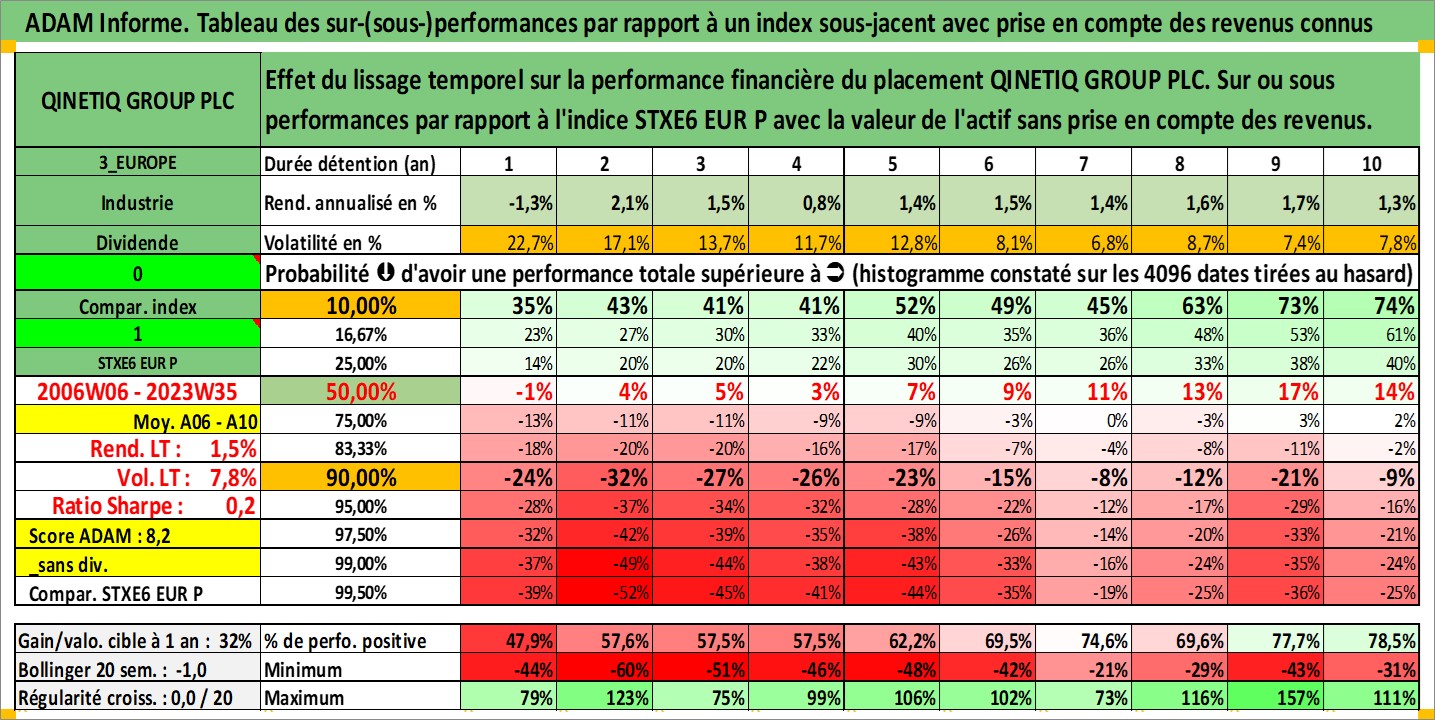 ADAM Informe. Tableau des sur-(sous-)performances par rapport à un index sous-jacent avec prise en compte des revenus connus
QINETIQ GROUP PLC
Effet du lissage temporel sur la performance financière du placement QINETIQ GROUP PLC. Sur ou sous
performances par rapport à l'indice STXE6 EUR P avec la valeur de l'actif sans prise en compte des revenus.
3_EUROPE Durée détention (an) 1 2 3 4 5 6 7 8 9 10
Industrie Rend. annualisé en % -1,3% 2,1% 1,5% 0,8% 1,4% 1,5% 1,4% 1,6% 1,7% 1,3%
Dividende Volatilité en % 22,7% 17,1% 13,7% 11,7% 12,8% 8,1% 6,8% 8,7% 7,4% 7,8%
0 Probabilité ⬇ d'avoir une performance totale supérieure à ➲ (histogramme constaté sur les 4096 dates tirées au hasard)
Compar. index 10,00% 35% 43% 41% 41% 52% 49% 45% 63% 73% 74%
1 16,67% 23% 27% 30% 33% 40% 35% 36% 48% 53% 61%
STXE6 EUR P 25,00% 14% 20% 20% 22% 30% 26% 26% 33% 38% 40%
2006W06 - 2023W35 50,00% -1% 4% 5% 3% 7% 9% 11% 13% 17% 14%
Moy. A06 - A10 75,00% -13% -11% -11% -9% -9% -3% 0% -3% 3% 2%
Rend. LT : 1,5% 83,33% -18% -20% -20% -16% -17% -7% -4% -8% -11% -2%
Vol. LT : 7,8% 90,00% -24% -32% -27% -26% -23% -15% -8% -12% -21% -9%
Ratio Sharpe : 0,2 95,00% -28% -37% -34% -32% -28% -22% -12% -17% -29% -16%
Score ADAM : 8,2 97,50% -32% -42% -39% -35% -38% -26% -14% -20% -33% -21%
_sans div. 99,00% -37% -49% -44% -38% -43% -33% -16% -24% -35% -24%
Compar. STXE6 EUR P 99,50% -39% -52% -45% -41% -44% -35% -19% -25% -36% -25%
Gain/valo. cible à 1 an : 32% % de perfo. positive 47,9% 57,6% 57,5% 57,5% 62,2% 69,5% 74,6% 69,6% 77,7% 78,5%
Bollinger 20 sem. : -1,0 Minimum -44% -60% -51% -46% -48% -42% -21% -29% -43% -31%
Régularité croiss. : 0,0 / 20 Maximum 79% 123% 75% 99% 106% 102% 73% 116% 157% 111%